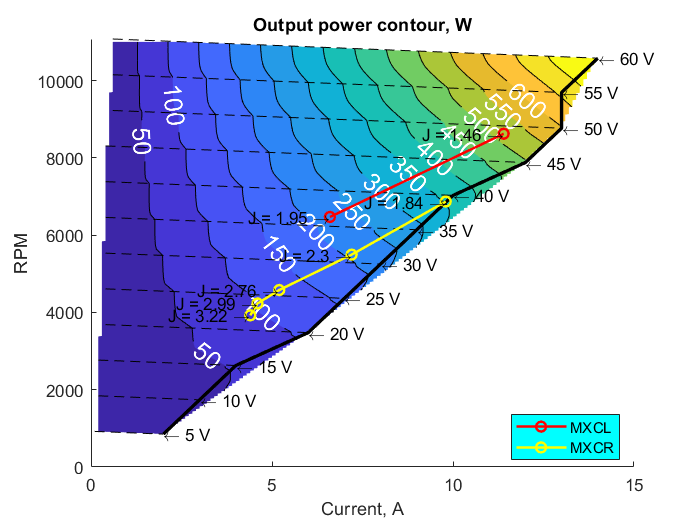 Output power contour, W
10000
8000
6000
4000
2000
0
RPM
0
5
10
15
Current, A
← 60 V
← 55 V
← 50 V
← 45 V
← 40 V
← 35 V
← 30 V
← 25 V
← 20 V
← 15 V
← 10 V
← 5 V
50
100
600
550
500
450
400
350
300
250
200
150
50
J = 1.46
J = 1.84
J = 1.95
J = 2.3
J = 2.76
J = 2.99
J = 3.22
MXCL
MXCR